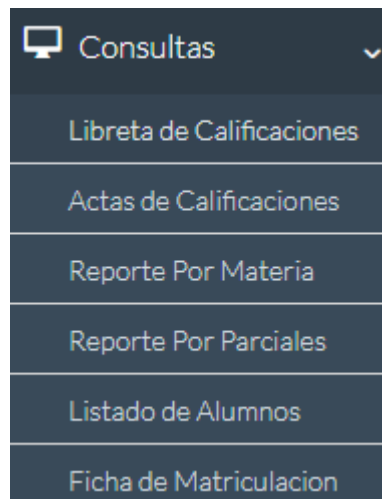 Consultas
Libreta de Calificaciones
Actas de Calificaciones
Reporte Por Materia
Reporte Por Parciales
Listado de Alumnos
Ficha de Matriculacion